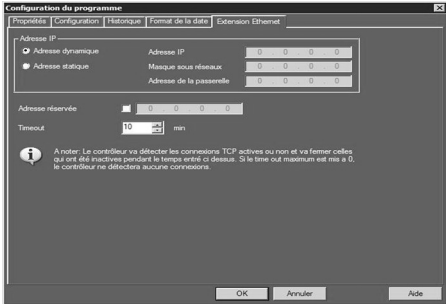 Configuration du programme
Propriétés Configuration Historique Format de la date Extension Ethernet
Adresse IP
Adresse dynamique Adresse IP 0 . 0 . 0 . 0
Adresse statique Masque sous réseaux 0 . 0 . 0 . 0
Adresse de la passerelle 0 . 0 . 0 . 0
Adresse réservée 0 . 0 . 0 . 0
Timeout 10 min
A noter: Le contrôleur va détecter les connexions TCP actives ou non et va fermer celles
qui ont été inactives pendant le temps entré ci dessus. Si le time out maximum est mis a 0,
le contrôleur ne détectera aucune connexions.
OK Annuler Aide